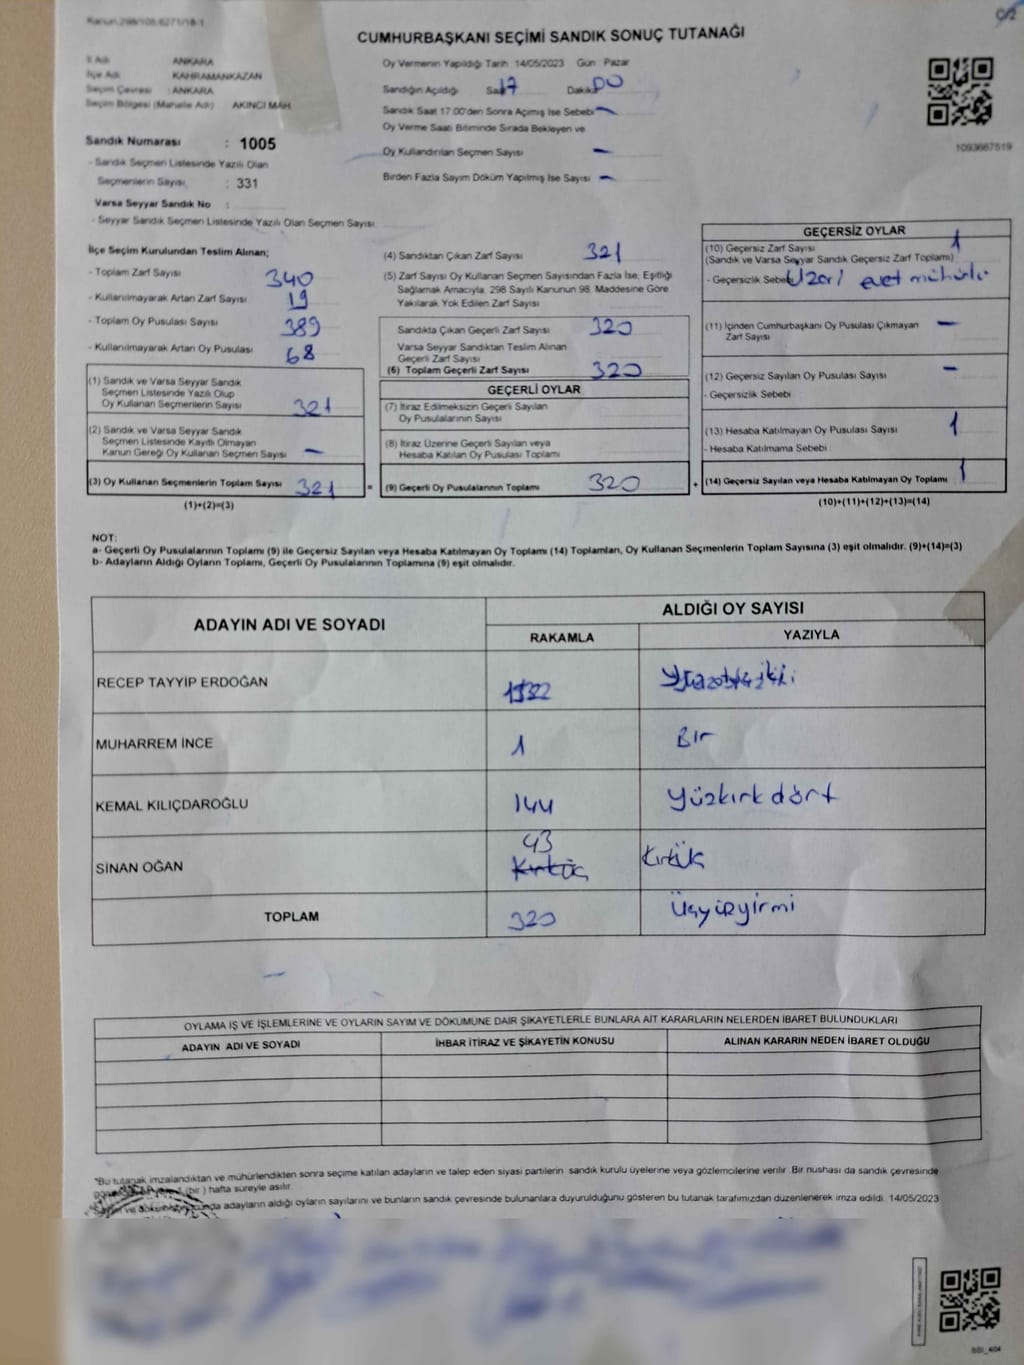 Kanun:298/105,6271/18-1
C/2
CUMHURBAŞKANI SEÇİMİ SANDIK SONUÇ TUTANAĞI
İl Adı ANKARA
İlçe Adı KAHRAMANKAZAN
Seçim Çevresi : ANKARA
Seçim Bölgesi (Mahalle Adı) AKINCI MAH
Oy Vermenin Yapıldığı Tarih 14/05/2023 Gün : Pazar
Sandığın Açıldığı Saat 17 Dakika 00
Sandık Saat 17:00'den Sonra Açımış İse Sebebi —
Oy Verme Saati Bitiminde Sırada Bekleyen ve
Oy Kullandırılan Seçmen Sayısı —
Birden Fazla Sayım Döküm Yapılmış İse Sayısı —
1093667519
Sandık Numarası : 1005
- Sandık Seçmen Listesinde Yazılı Olan
Seçmenlerin Sayısı : 331
Varsa Seyyar Sandık No :
- Seyyar Sandık Seçmen Listesinde Yazılı Olan Seçmen Sayısı
İlçe Seçim Kurulundan Teslim Alınan;
- Toplam Zarf Sayısı 340
- Kullanılmayarak Artan Zarf Sayısı 19
- Toplam Oy Pusulası Sayısı 389
- Kullanılmayarak Artan Oy Pusulası 68
(1) Sandık ve Varsa Seyyar Sandık
Seçmen Listesinde Yazılı Olup
Oy Kullanan Seçmenlerin Sayısı 321
(2) Sandık ve Varsa Seyyar Sandık
Seçmen Listesinde Kayıtlı Olmayan
Kanun Gereği Oy Kullanan Seçmen Sayısı —
(3) Oy Kullanan Seçmenlerin Toplam Sayısı 321
(1)+(2)=(3)
(4) Sandıktan Çıkan Zarf Sayısı 321
(5) Zarf Sayısı Oy Kullanan Seçmen Sayısından Fazla İse, Eşitliği
Sağlamak Amacıyla, 298 Sayılı Kanunun 98. Maddesine Göre
Yakılarak Yok Edilen Zarf Sayısı
Sandıkta Çıkan Geçerli Zarf Sayısı 320
Varsa Seyyar Sandıktan Teslim Alınan
Geçerli Zarf Sayısı
(6) Toplam Geçerli Zarf Sayısı 320
GEÇERLİ OYLAR
(7) İtiraz Edilmeksizin Geçerli Sayılan
Oy Pusulalarının Sayısı
(8) İtiraz Üzerine Geçerli Sayılan veya
Hesaba Katılan Oy Pusulası Toplamı
= (9) Geçerli Oy Pusulalarının Toplamı 320 +
GEÇERSİZ OYLAR
(10) Geçersiz Zarf Sayısı 1
(Sandık ve Varsa Seyyar Sandık Geçersiz Zarf Toplamı)
- Geçersizlik Sebebi Uzeri evet mühürlü
(11) İçinden Cumhurbaşkanı Oy Pusulası Çıkmayan —
Zarf Sayısı
(12) Geçersiz Sayılan Oy Pusulası Sayısı —
- Geçersizlik Sebebi
(13) Hesaba Katılmayan Oy Pusulası Sayısı 1
- Hesaba Katılmama Sebebi
(14) Geçersiz Sayılan veya Hesaba Katılmayan Oy Toplamı 1
(10)+(11)+(12)+(13)=(14)
NOT:
a- Geçerli Oy Pusulalarının Toplamı (9) ile Geçersiz Sayılan veya Hesaba Katılmayan Oy Toplamı (14) Toplamları, Oy Kullanan Seçmenlerin Toplam Sayısına (3) eşit olmalıdır. (9)+(14)=(3)
b- Adayların Aldığı Oyların Toplamı, Geçerli Oy Pusulalarının Toplamına (9) eşit olmalıdır.
ADAYIN ADI VE SOYADI
ALDIĞI OY SAYISI
RAKAMLA YAZIYLA
RECEP TAYYİP ERDOĞAN
MUHARREM İNCE 1 Bir
KEMAL KILIÇDAROĞLU 144 Yüzkırk dört
SİNAN OĞAN 43 Kırküç Kırkük
TOPLAM 320 Üçyüzyirmi
OYLAMA İŞ VE İŞLEMLERİNE VE OYLARIN SAYIM VE DÖKÜMÜNE DAİR ŞİKAYETLERLE BUNLARA AİT KARARLARIN NELERDEN İBARET BULUNDUKLARI
ADAYIN ADI VE SOYADI İHBAR İTİRAZ VE ŞİKAYETİN KONUSU ALINAN KARARIN NEDEN İBARET OLDUĞU
"Bu tutanak imzalandıktan ve mühürlendikten sonra seçime katılan adayların ve talep eden siyasi partilerin sandık kurulu üyelerine veya gözlemcilerine verilir. Bir nüshası da sandık çevresinde
(bir ) hafta süreyle asılır.
adayların aldığı oyların sayılarını ve bunların sandık çevresinde bulunanlara duyurulduğunu gösteren bu tutanak tarafımızdan düzenlenerek imza edildi. 14/05/2023